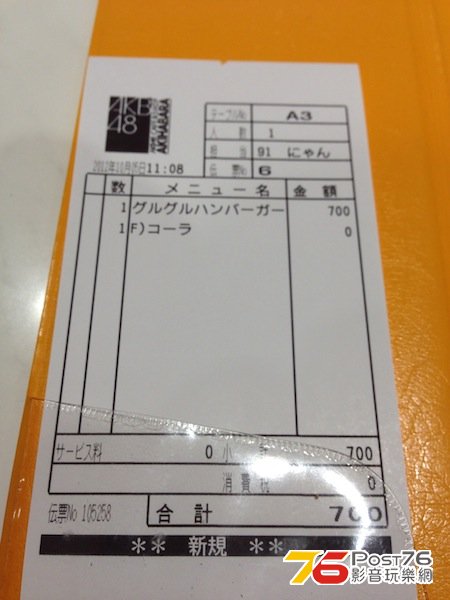 AKB
48
AKIHABARA
テーブルNo A3
人 数 1
担 当 91 にゃん
2012年10月05日 11:08
伝 票No 6
数 メニュー名 金 額
1 グルグルハンバーガー 700
1 F)コーラ 0
サービス料 0 小 計 700
消 費 税 0
伝票No 105258 合 計 700
** 新規 **
76 POST76
影音玩樂網